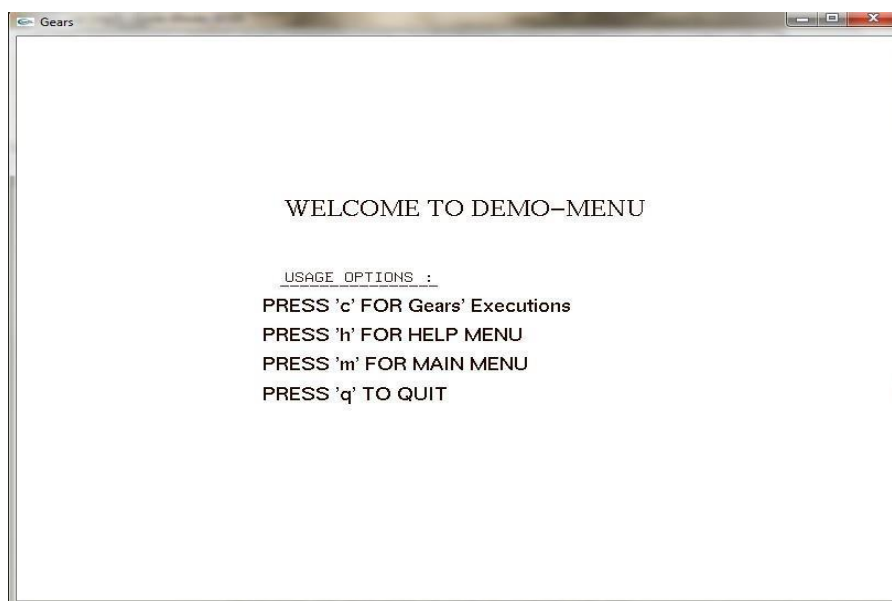 Gears
WELCOME TO DEMO-MENU
USAGE OPTIONS :
PRESS 'c' FOR Gears' Executions
PRESS 'h' FOR HELP MENU
PRESS 'm' FOR MAIN MENU
PRESS 'q' TO QUIT